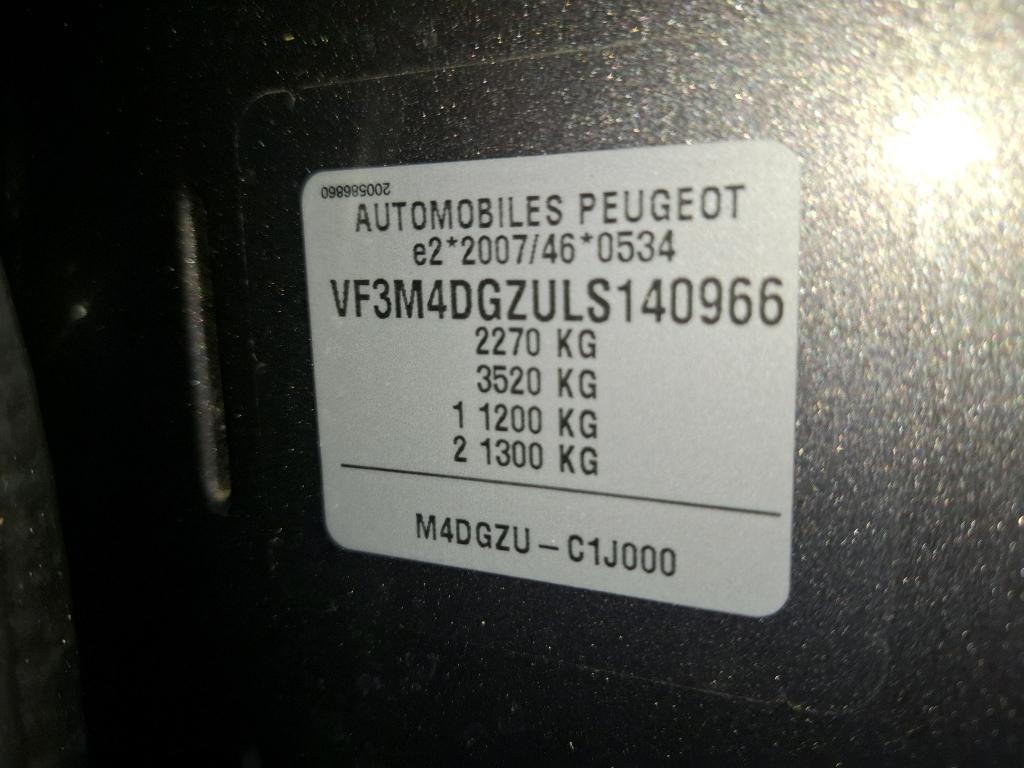 200586860
AUTOMOBILES PEUGEOT
e2*2007/46*0534
VF3M4DGZULS140966
2270 KG
3520 KG
1 1200 KG
2 1300 KG
M4DGZU – C1J000